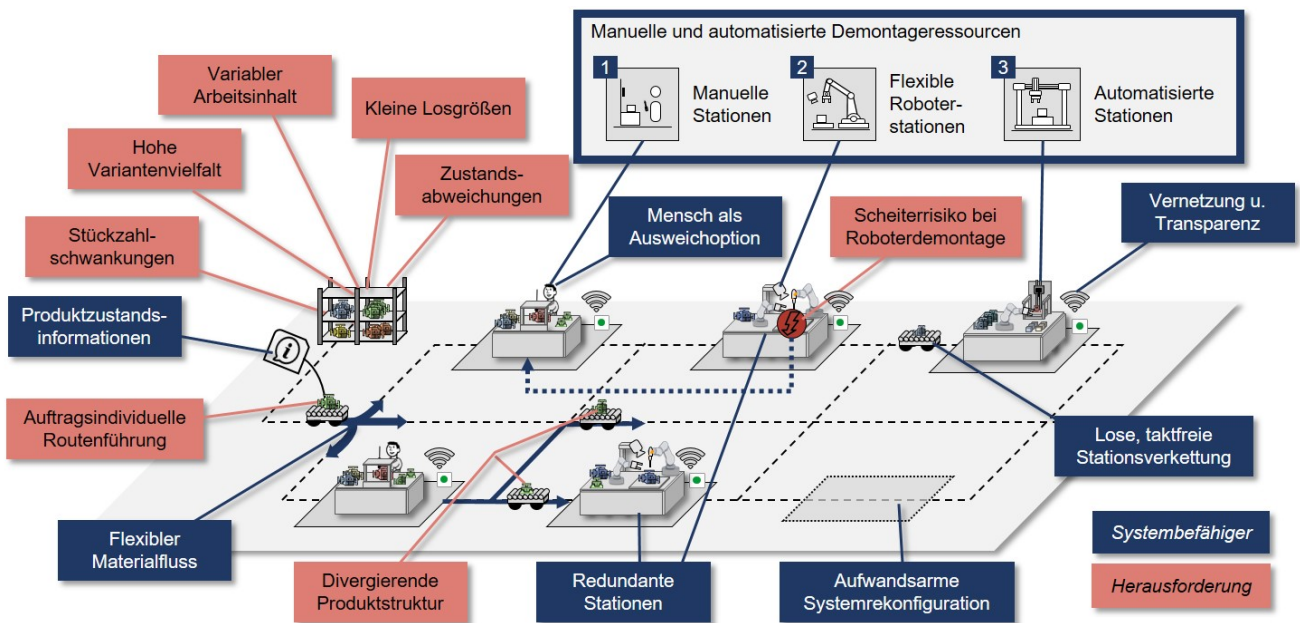 Manuelle und automatisierte Demontageressourcen
1
Manuelle
Stationen
2
Flexible
Roboter-
stationen
3
Automatisierte
Stationen
Variabler
Arbeitsinhalt
Kleine Losgrößen
Hohe
Variantenvielfalt
Zustands-
abweichungen
Stückzahl-
schwankungen
Mensch als
Ausweichoption
Scheiterrisiko bei
Roboterdemontage
Vernetzung u.
Transparenz
Produktzustands-
informationen
i
Auftragsindividuelle
Routenführung
Lose, taktfreie
Stationsverkettung
Flexibler
Materialfluss
Divergierende
Produktstruktur
Redundante
Stationen
Aufwandsarme
Systemrekonfiguration
Systembefähiger
Herausforderung